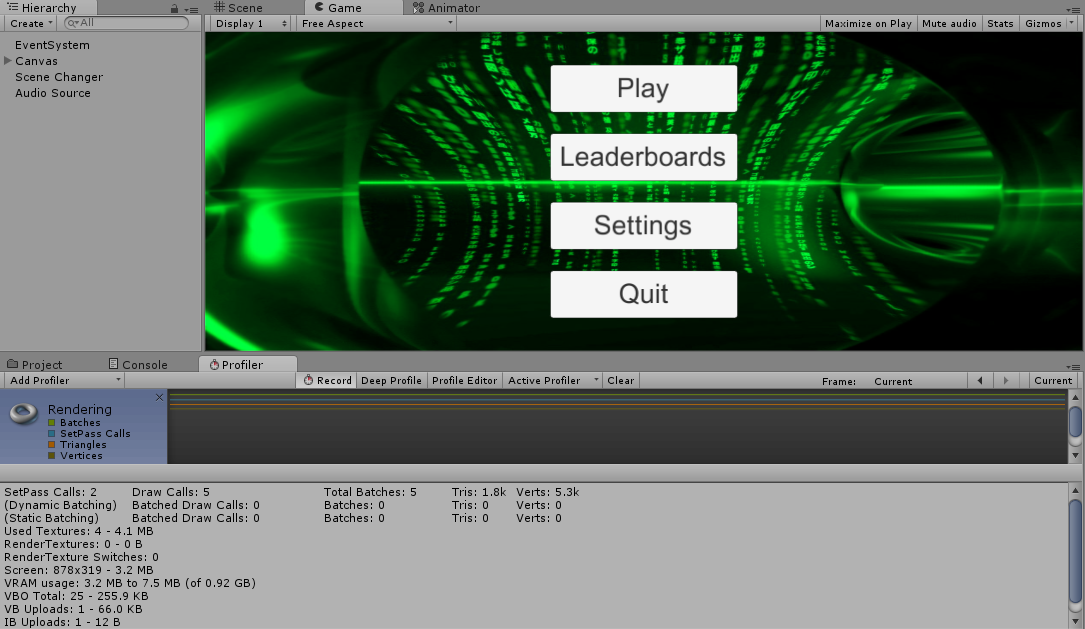 Hierarchy
Create
All
EventSystem
Canvas
Scene Changer
Audio Source
Scene
Game
Animator
Display 1
Free Aspect
Maximize on Play
Mute audio
Stats
Gizmos
Play
Leaderboards
Settings
Quit
Project
Console
Profiler
Add Profiler
Record
Deep Profile
Profile Editor
Active Profiler
Clear
Frame:
Current
Current
Rendering
Batches
SetPass Calls
Triangles
Vertices
SetPass Calls: 2 Draw Calls: 5 Total Batches: 5 Tris: 1.8k Verts: 5.3k
(Dynamic Batching) Batched Draw Calls: 0 Batches: 0 Tris: 0 Verts: 0
(Static Batching) Batched Draw Calls: 0 Batches: 0 Tris: 0 Verts: 0
Used Textures: 4 - 4.1 MB
RenderTextures: 0 - 0 B
RenderTexture Switches: 0
Screen: 878x319 - 3.2 MB
VRAM usage: 3.2 MB to 7.5 MB (of 0.92 GB)
VBO Total: 25 - 255.9 KB
VB Uploads: 1 - 66.0 KB
IB Uploads: 1 - 12 B